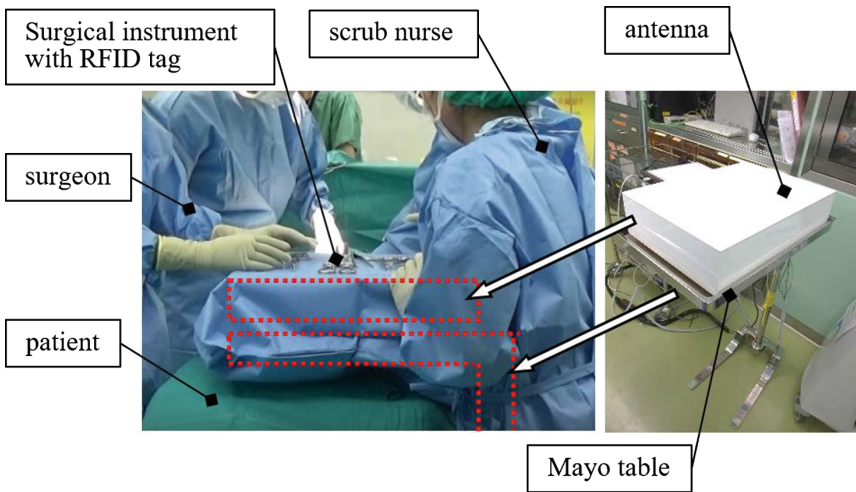 Surgical instrument
with RFID tag
scrub nurse
antenna
surgeon
patient
Mayo table